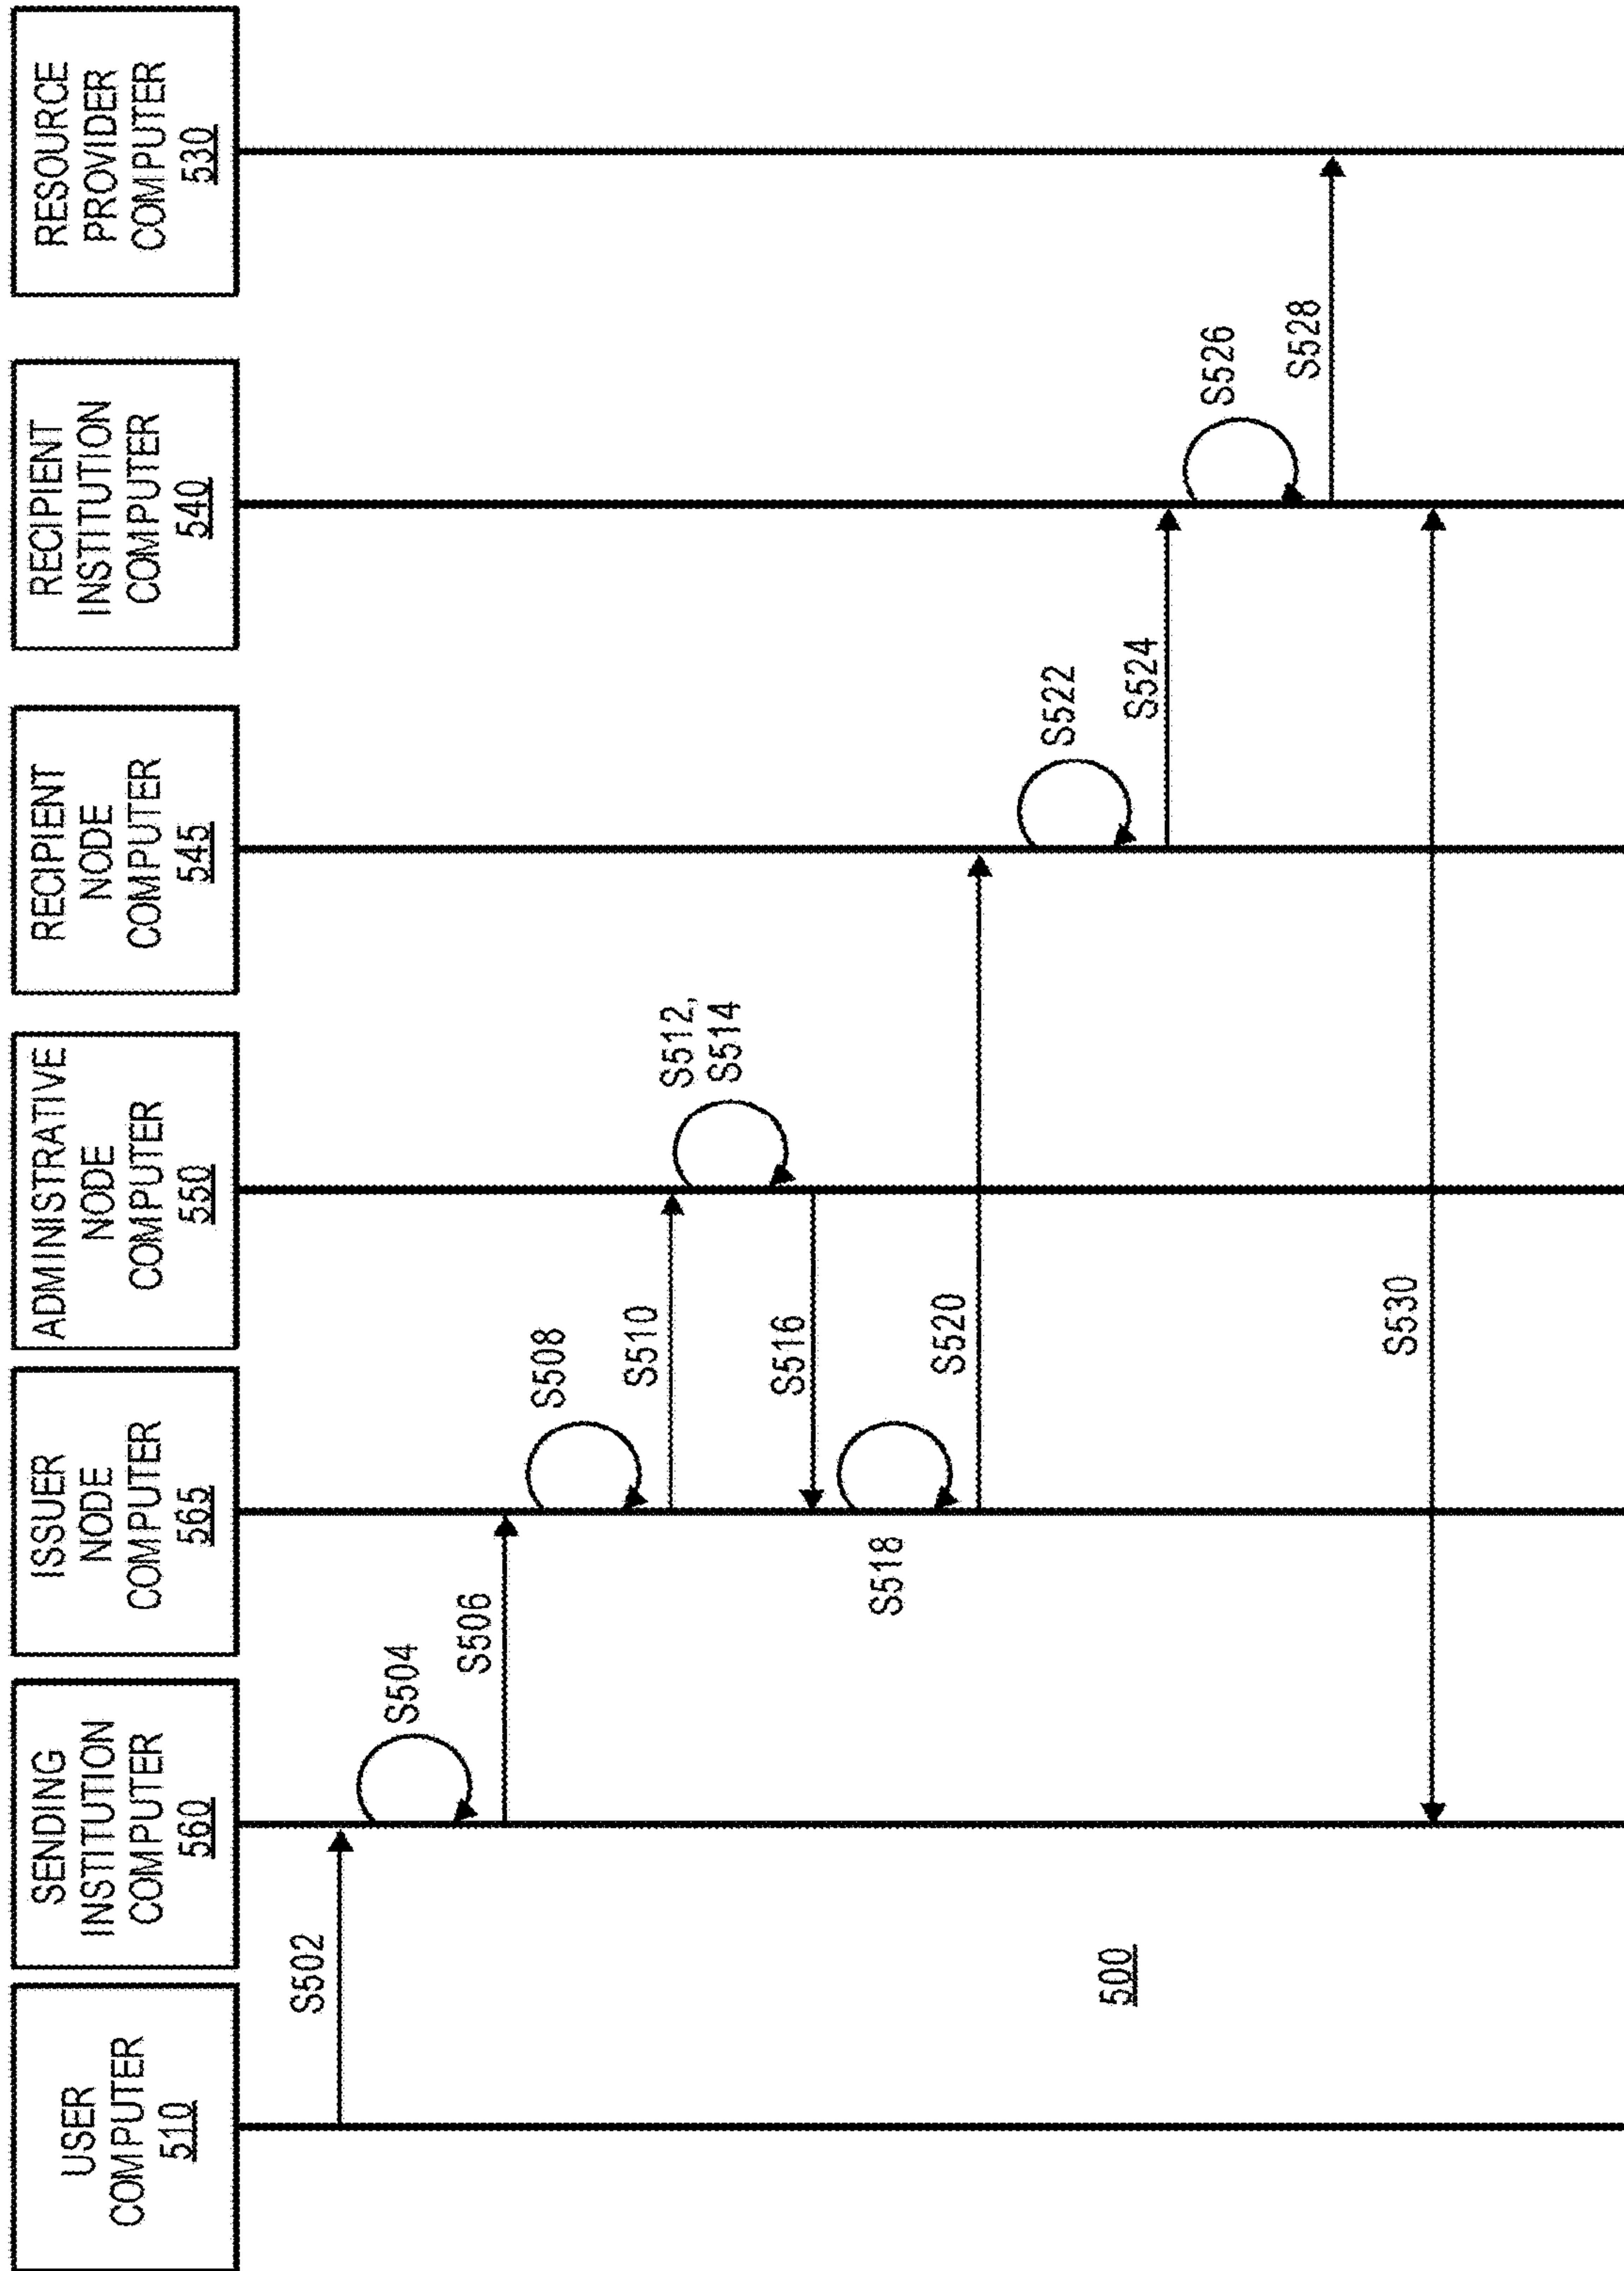 USER
COMPUTER
510
SENDING
INSTITUTION
COMPUTER
560
ISSUER
NODE
COMPUTER
565
ADMINISTRATIVE
NODE
COMPUTER
550
RECIPIENT
NODE
COMPUTER
545
RECIPIENT
INSTITUTION
COMPUTER
540
RESOURCE
PROVIDER
COMPUTER
530
S502
S504
S506
S508
S510
S512,
S514
S516
S518
S520
S522
S524
S526
S528
S530
500